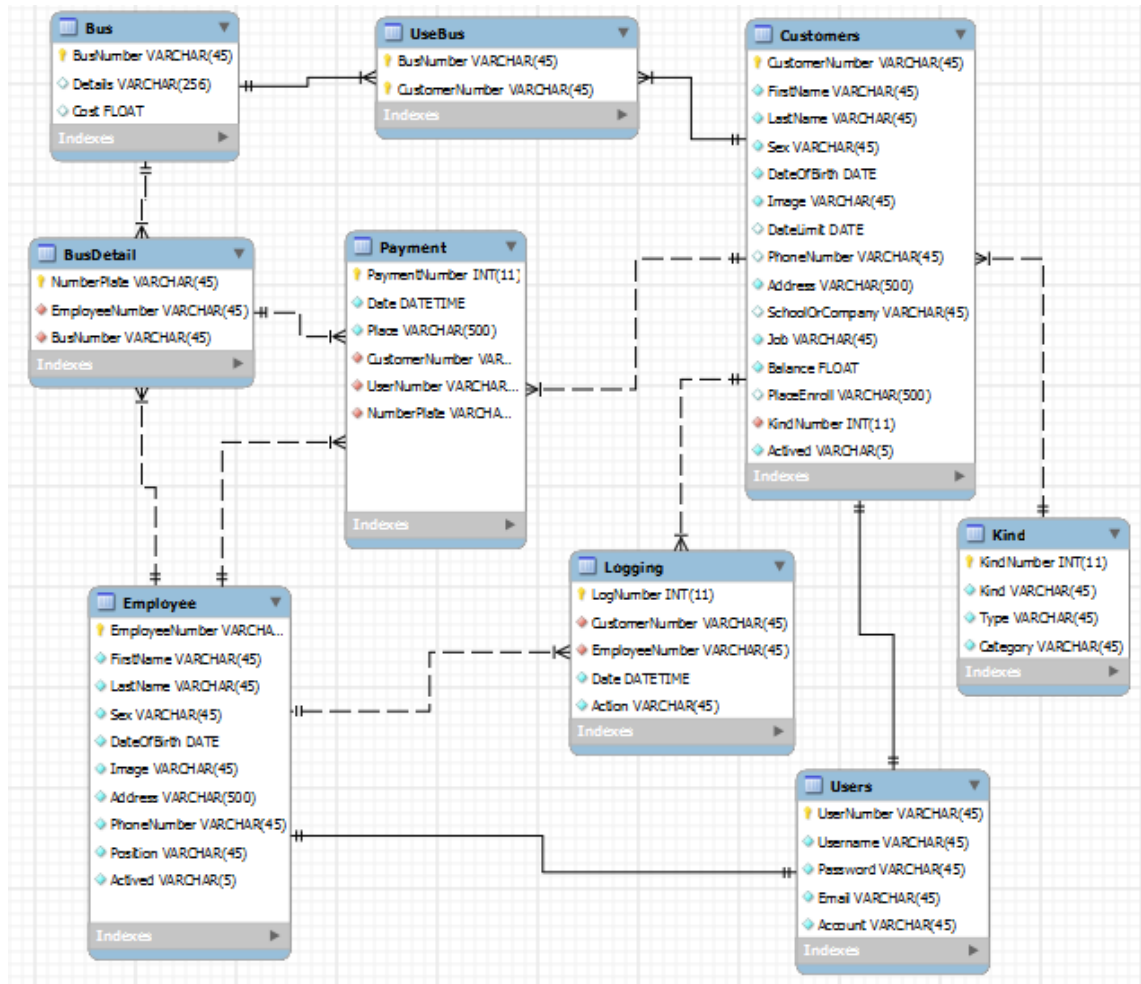 Bus
BusNumber VARCHAR(45)
Details VARCHAR(256)
Cost FLOAT
Indexes
UseBus
BusNumber VARCHAR(45)
CustomerNumber VARCHAR(45)
Indexes
Customers
CustomerNumber VARCHAR(45)
FirstName VARCHAR(45)
LastName VARCHAR(45)
Sex VARCHAR(45)
DateOfBirth DATE
Image VARCHAR(45)
DateLimit DATE
PhoneNumber VARCHAR(45)
Address VARCHAR(500)
SchoolOrCompany VARCHAR(45)
Job VARCHAR(45)
Balance FLOAT
PlaceEnroll VARCHAR(500)
KindNumber INT(11)
Actived VARCHAR(5)
Indexes
BusDetail
NumberPlate VARCHAR(45)
EmployeeNumber VARCHAR(45)
BusNumber VARCHAR(45)
Indexes
Payment
PaymentNumber INT(11)
Date DATETIME
Place VARCHAR(500)
CustomerNumber VAR...
UserNumber VARCHAR...
NumberPlate VARCHA...
Indexes
Kind
KindNumber INT(11)
Kind VARCHAR(45)
Type VARCHAR(45)
Category VARCHAR(45)
Indexes
Logging
LogNumber INT(11)
CustomerNumber VARCHAR(45)
EmployeeNumber VARCHAR(45)
Date DATETIME
Action VARCHAR(45)
Indexes
Employee
EmployeeNumber VARCHA...
FirstName VARCHAR(45)
LastName VARCHAR(45)
Sex VARCHAR(45)
DateOfBirth DATE
Image VARCHAR(45)
Address VARCHAR(500)
PhoneNumber VARCHAR(45)
Position VARCHAR(45)
Actived VARCHAR(5)
Indexes
Users
UserNumber VARCHAR(45)
Username VARCHAR(45)
Password VARCHAR(45)
Email VARCHAR(45)
Account VARCHAR(45)
Indexes